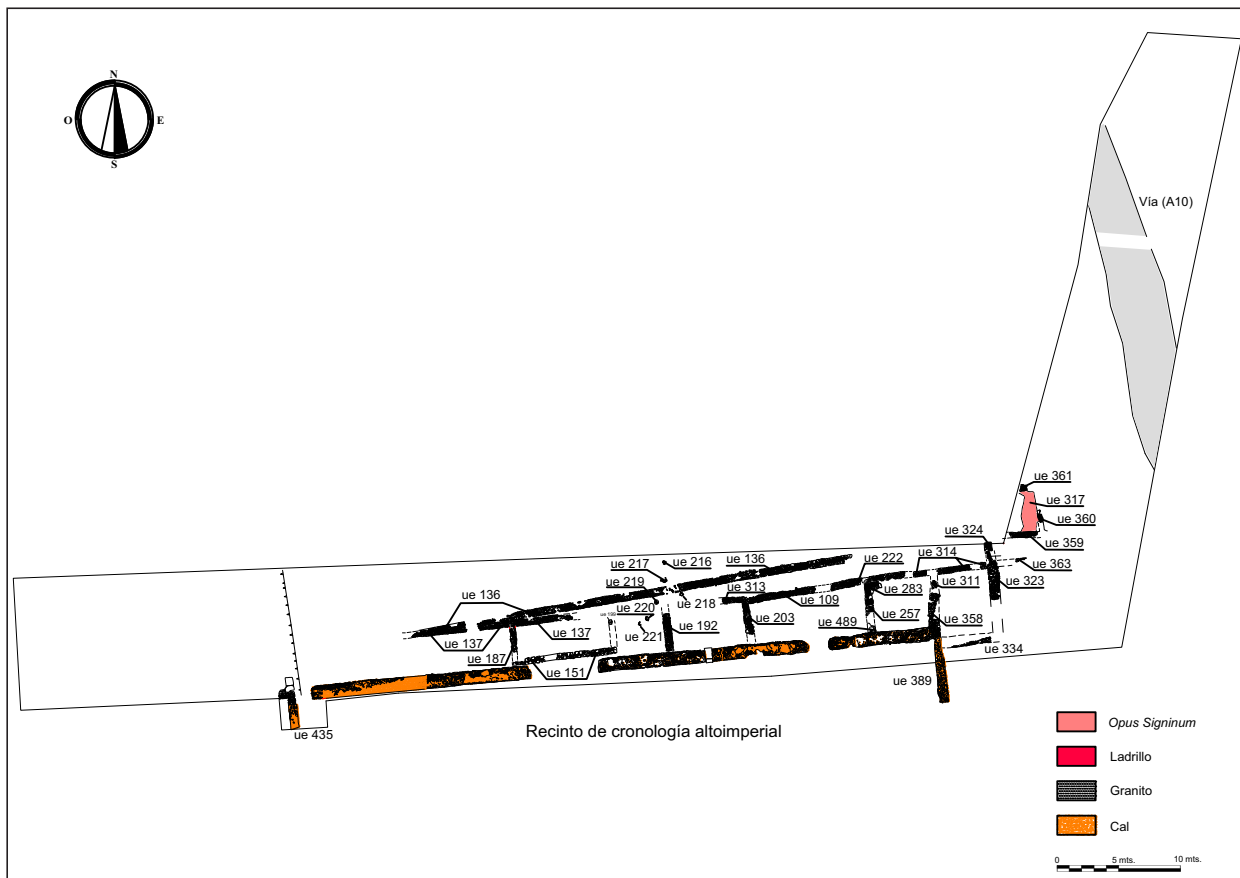 N
O
E
S
Vía (A10)
ue 361
ue 317
ue 360
ue 359
ue 324
ue 363
ue 323
ue 314
ue 222
ue 136
ue 216
ue 217
ue 219
ue 313
ue 311
ue 283
ue 218
ue 109
ue 220
ue 136
ue 257
ue 358
ue 203
ue 192
ue 221
ue 489
ue 137
ue 137
ue 187
ue 151
ue 334
ue 389
ue 435
Recinto de cronología altoimperial
Opus Signinum
Ladrillo
Granito
Cal
0 5 mts. 10 mts.